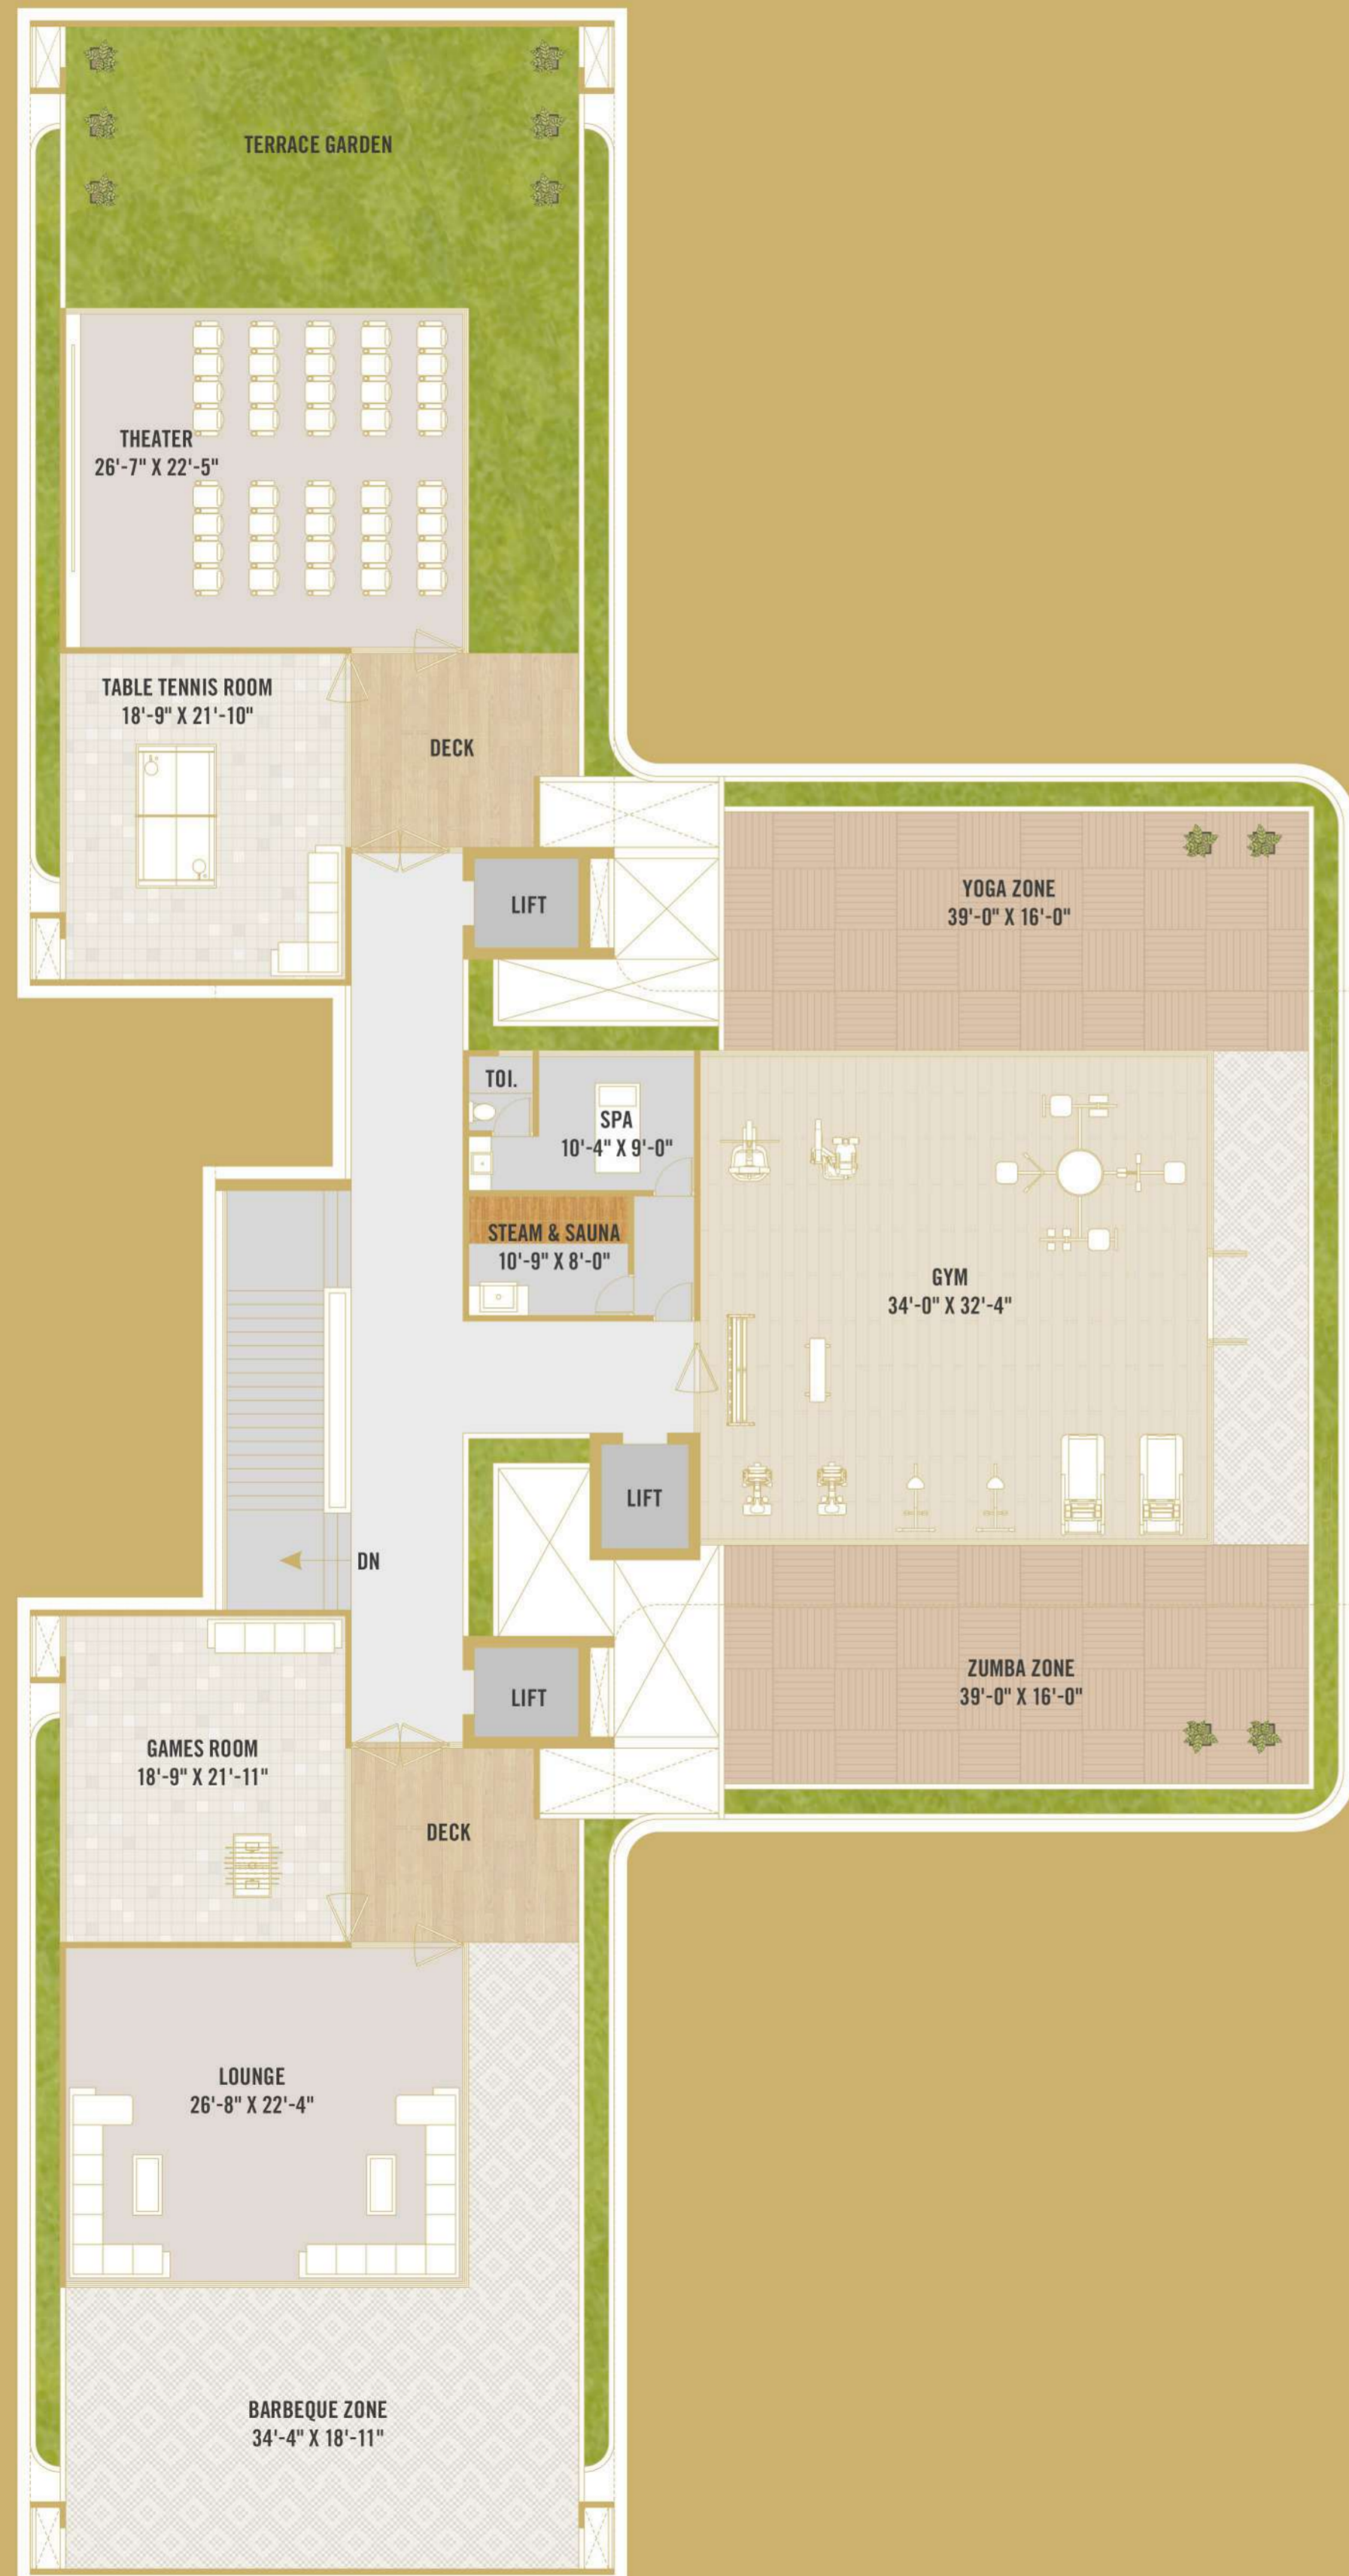 TERRACE GARDEN
THEATER
26'-7" X 22'-5"
TABLE TENNIS ROOM
18'-9" X 21'-10"
DECK
LIFT
YOGA ZONE
39'-0" X 16'-0"
TOI.
SPA
10'-4" X 9'-0"
STEAM & SAUNA
10'-9" X 8'-0"
GYM
34'-0" X 32'-4"
LIFT
DN
LIFT
ZUMBA ZONE
39'-0" X 16'-0"
GAMES ROOM
18'-9" X 21'-11"
DECK
LOUNGE
26'-8" X 22'-4"
BARBEQUE ZONE
34'-4" X 18'-11"